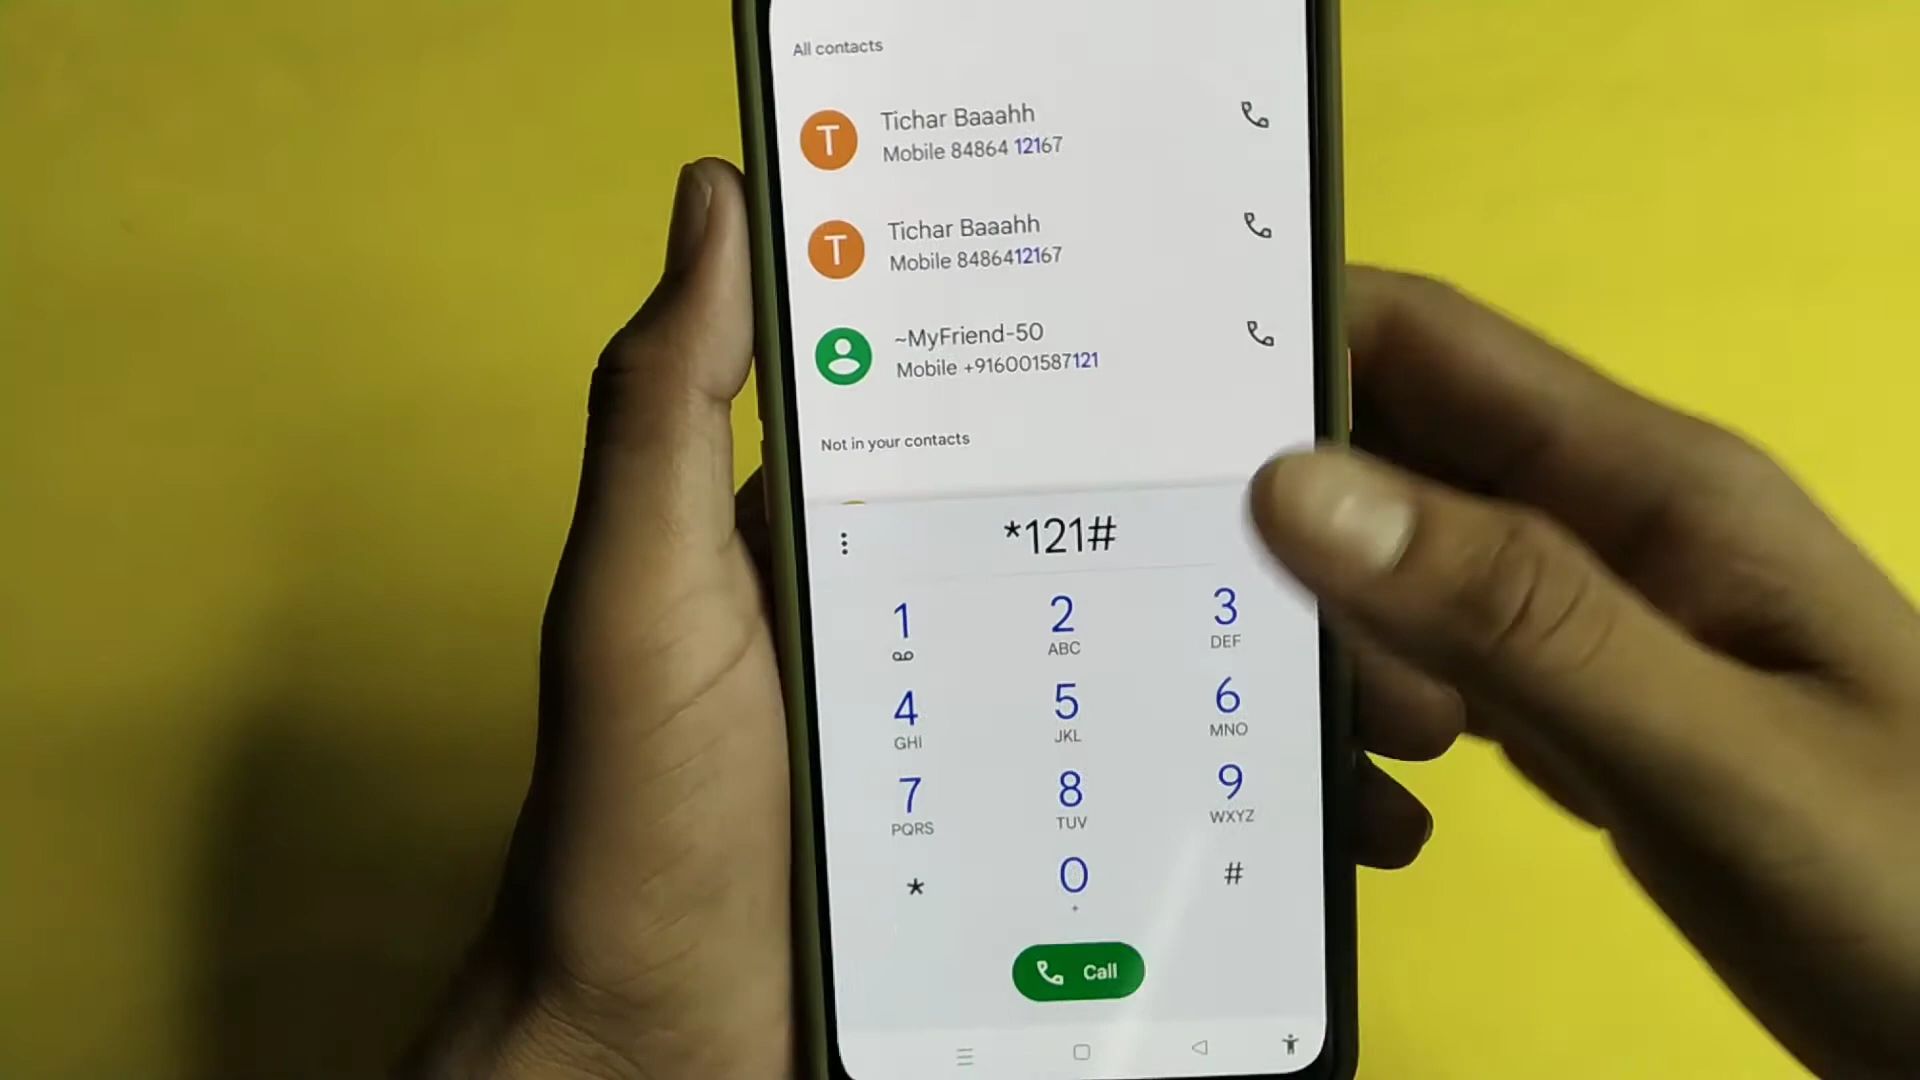 All contacts
T
Tichar Baaahh
Mobile 84864 12167
T
Tichar Baaahh
Mobile 8486412167
~MyFriend-50
Mobile +916001587121
Not in your contacts
*121#
1
2
ABC
3
DEF
4
GHI
5
JKL
6
MNO
7
PQRS
8
TUV
9
WXYZ
*
0
+
#
Call